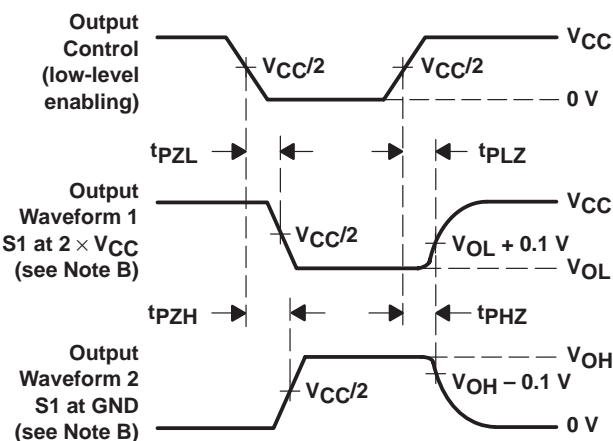 Output
Control
(low-level
enabling)
VCC/2
VCC/2
VCC
0 V
tPZL
tPLZ
Output
Waveform 1
S1 at 2 × VCC
(see Note B)
VCC/2
VCC
VOL + 0.1 V
VOL
tPZH
tPHZ
Output
Waveform 2
S1 at GND
(see Note B)
VCC/2
VOH
VOH – 0.1 V
0 V